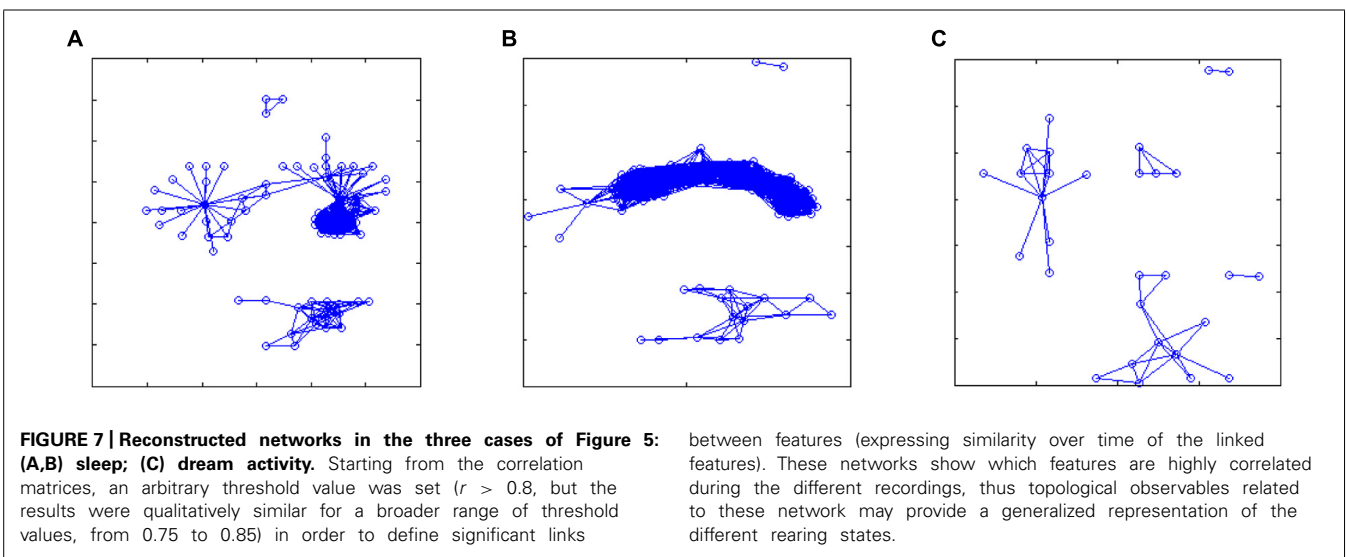 A
B
C
FIGURE 7 | Reconstructed networks in the three cases of Figure 5:
(A,B) sleep; (C) dream activity. Starting from the correlation
matrices, an arbitrary threshold value was set (r > 0.8, but the
results were qualitatively similar for a broader range of threshold
values, from 0.75 to 0.85) in order to define significant links
between features (expressing similarity over time of the linked
features). These networks show which features are highly correlated
during the different recordings, thus topological observables related
to these network may provide a generalized representation of the
different rearing states.